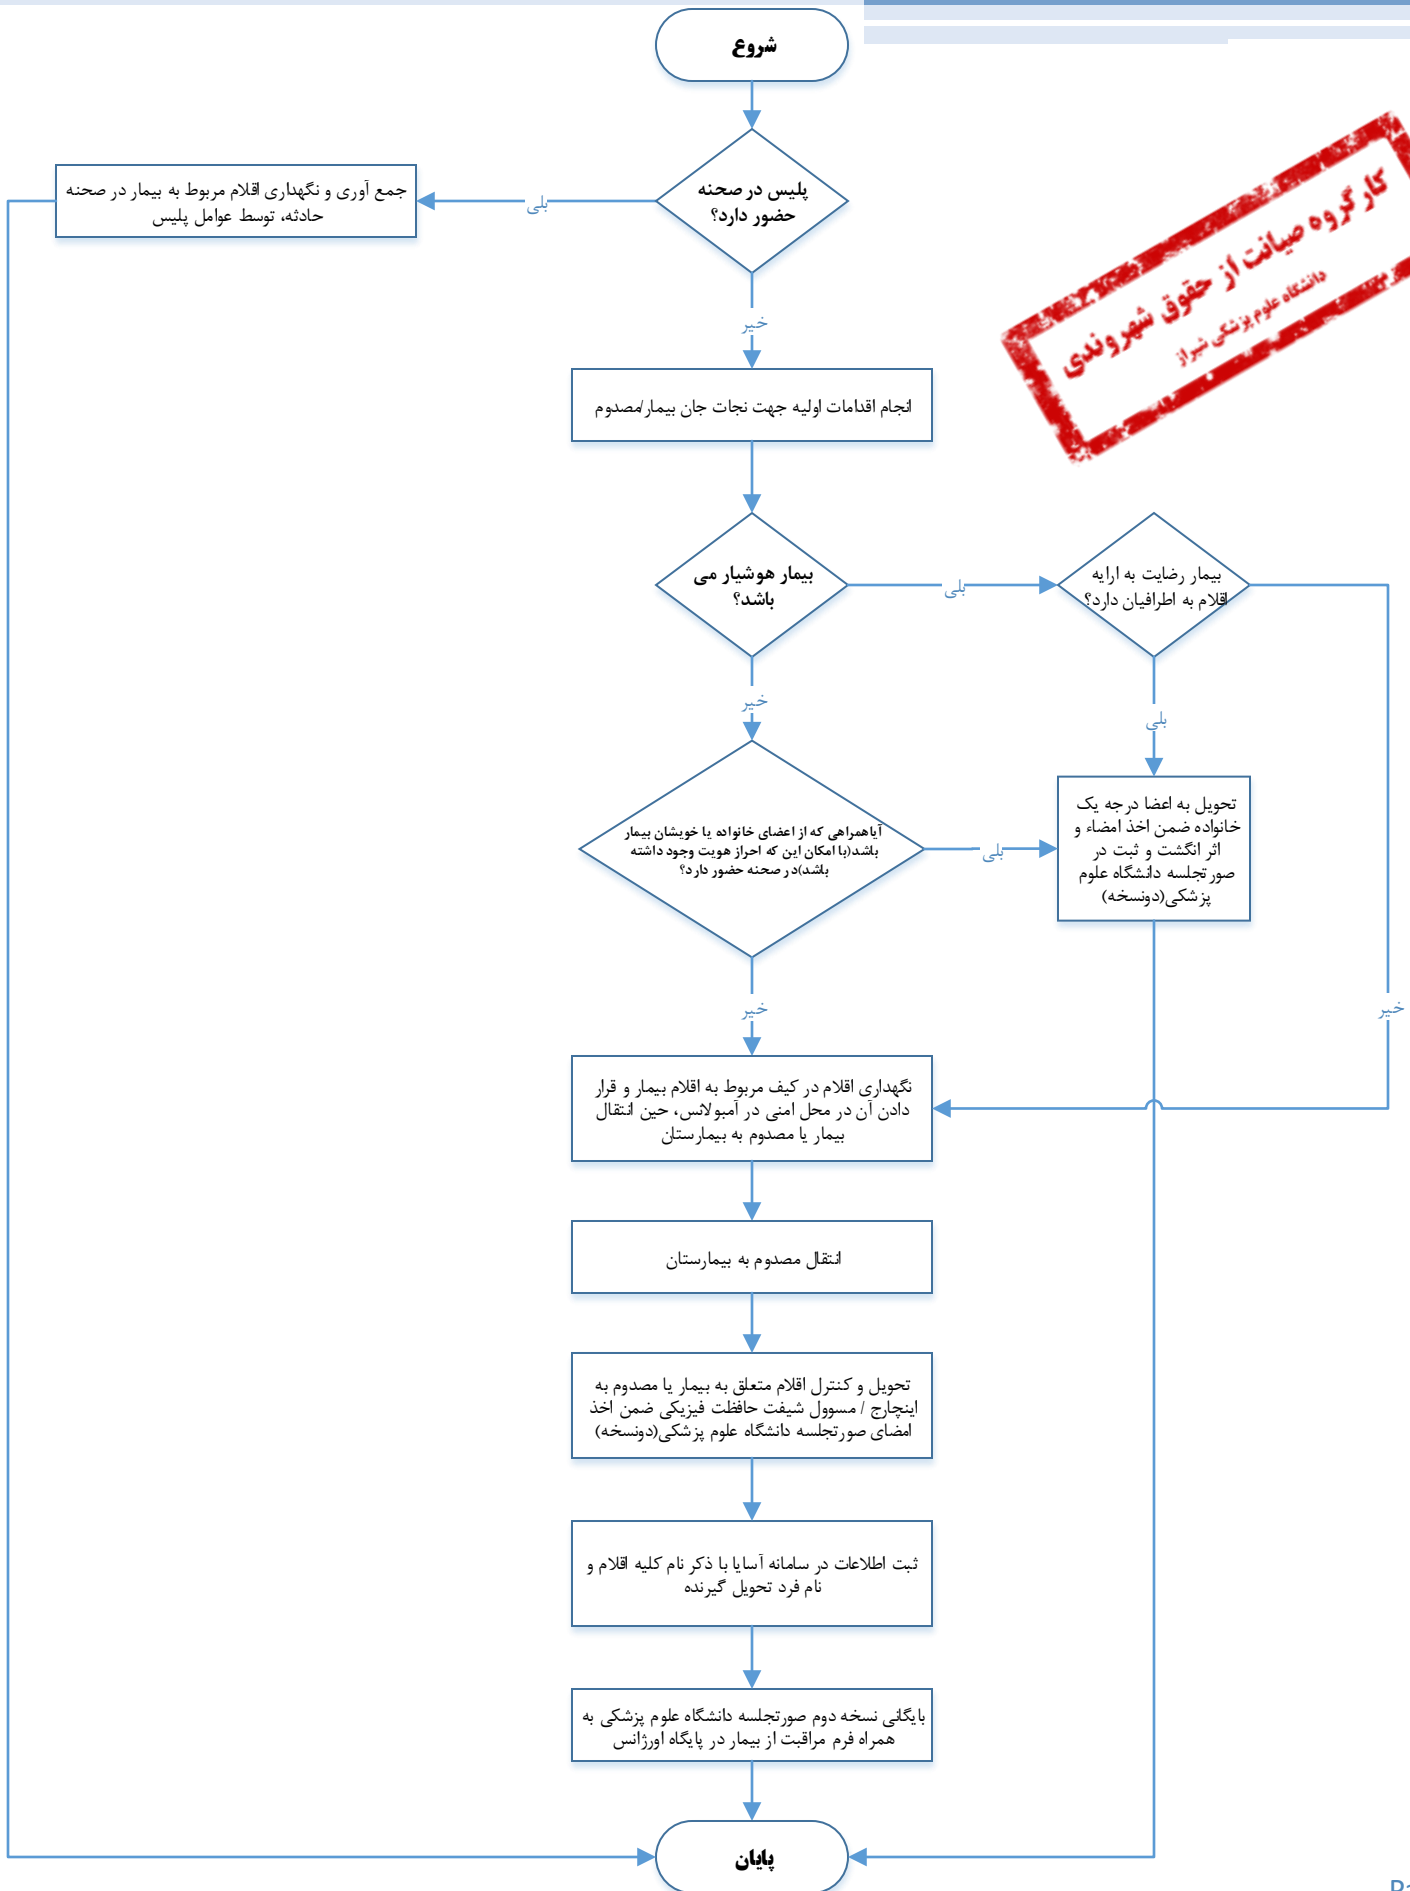 شروع
پلیس در صحنه
حضور دارد؟
بلی
جمع آوری و نگهداری اقلام مربوط به بیمار در صحنه
حادثه، توسط عوامل پلیس
کارگروه صیانت از حقوق شهروندی
دانشگاه علوم پزشکی شیراز
خیر
انجام اقدامات اولیه جهت نجات جان بیمار/مصدوم
بیمار هوشیار می
باشد؟
بلی
بیمار رضایت به ارایه
اقلام به اطرافیان دارد؟
خیر
بلی
آیاهمراهی که از اعضای خانواده یا خویشان بیمار
باشد(با امکان این که احراز هویت وجود داشته
باشد)در صحنه حضور دارد؟
بلی
تحویل به اعضا درجه یک
خانواده ضمن اخذ امضاء و
اثر انگشت و ثبت در
صورتجلسه دانشگاه علوم
پزشکی(دونسخه)
خیر
خیر
نگهداری اقلام در کیف مربوط به اقلام بیمار و قرار
دادن آن در محل امنی در آمبولانس، حین انتقال
بیمار یا مصدوم به بیمارستان
انتقال مصدوم به بیمارستان
تحویل و کنترل اقلام متعلق به بیمار یا مصدوم به
اینچارج / مسوول شیفت حافظت فیزیکی ضمن اخذ
امضای صورتجلسه دانشگاه علوم پزشکی(دونسخه)
ثبت اطلاعات در سامانه آسایا با ذکر نام کلیه اقلام و
نام فرد تحویل گیرنده
بایگانی نسخه دوم صورتجلسه دانشگاه علوم پزشکی به
همراه فرم مراقبت از بیمار در پایگاه اورژانس
پایان